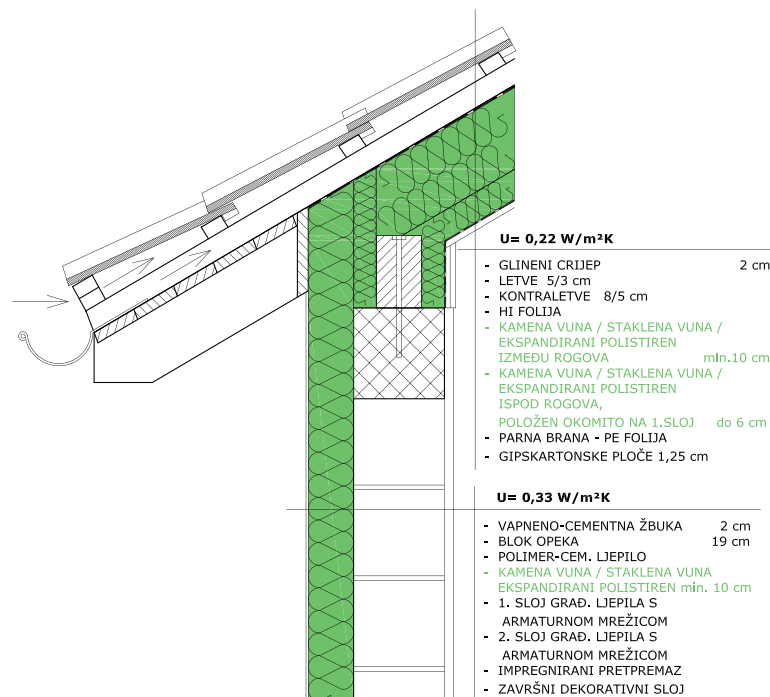 U= 0,22 W/m²K
- GLINENI CRIJEP 2 cm
- LETVE 5/3 cm
- KONTRALETVE 8/5 cm
- HI FOLIJA
- KAMENA VUNA / STAKLENA VUNA /
EKSPANDIRANI POLISTIREN
IZMEĐU ROGOVA min.10 cm
- KAMENA VUNA / STAKLENA VUNA /
EKSPANDIRANI POLISTIREN
ISPOD ROGOVA,
POLOŽEN OKOMITO NA 1.SLOJ do 6 cm
- PARNA BRANA - PE FOLIJA
- GIPSKARTONSKE PLOČE 1,25 cm
U= 0,33 W/m²K
- VAPNENO-CEMENTNA ŽBUKA 2 cm
- BLOK OPEKA 19 cm
- POLIMER-CEM. LJEPILO
- KAMENA VUNA / STAKLENA VUNA
EKSPANDIRANI POLISTIREN min. 10 cm
- 1. SLOJ GRAĐ. LJEPILA S
ARMATURNOM MREŽICOM
- 2. SLOJ GRAĐ. LJEPILA S
ARMATURNOM MREŽICOM
- IMPREGNIRANI PRETPREMAZ
- ZAVRŠNI DEKORATIVNI SLOJ